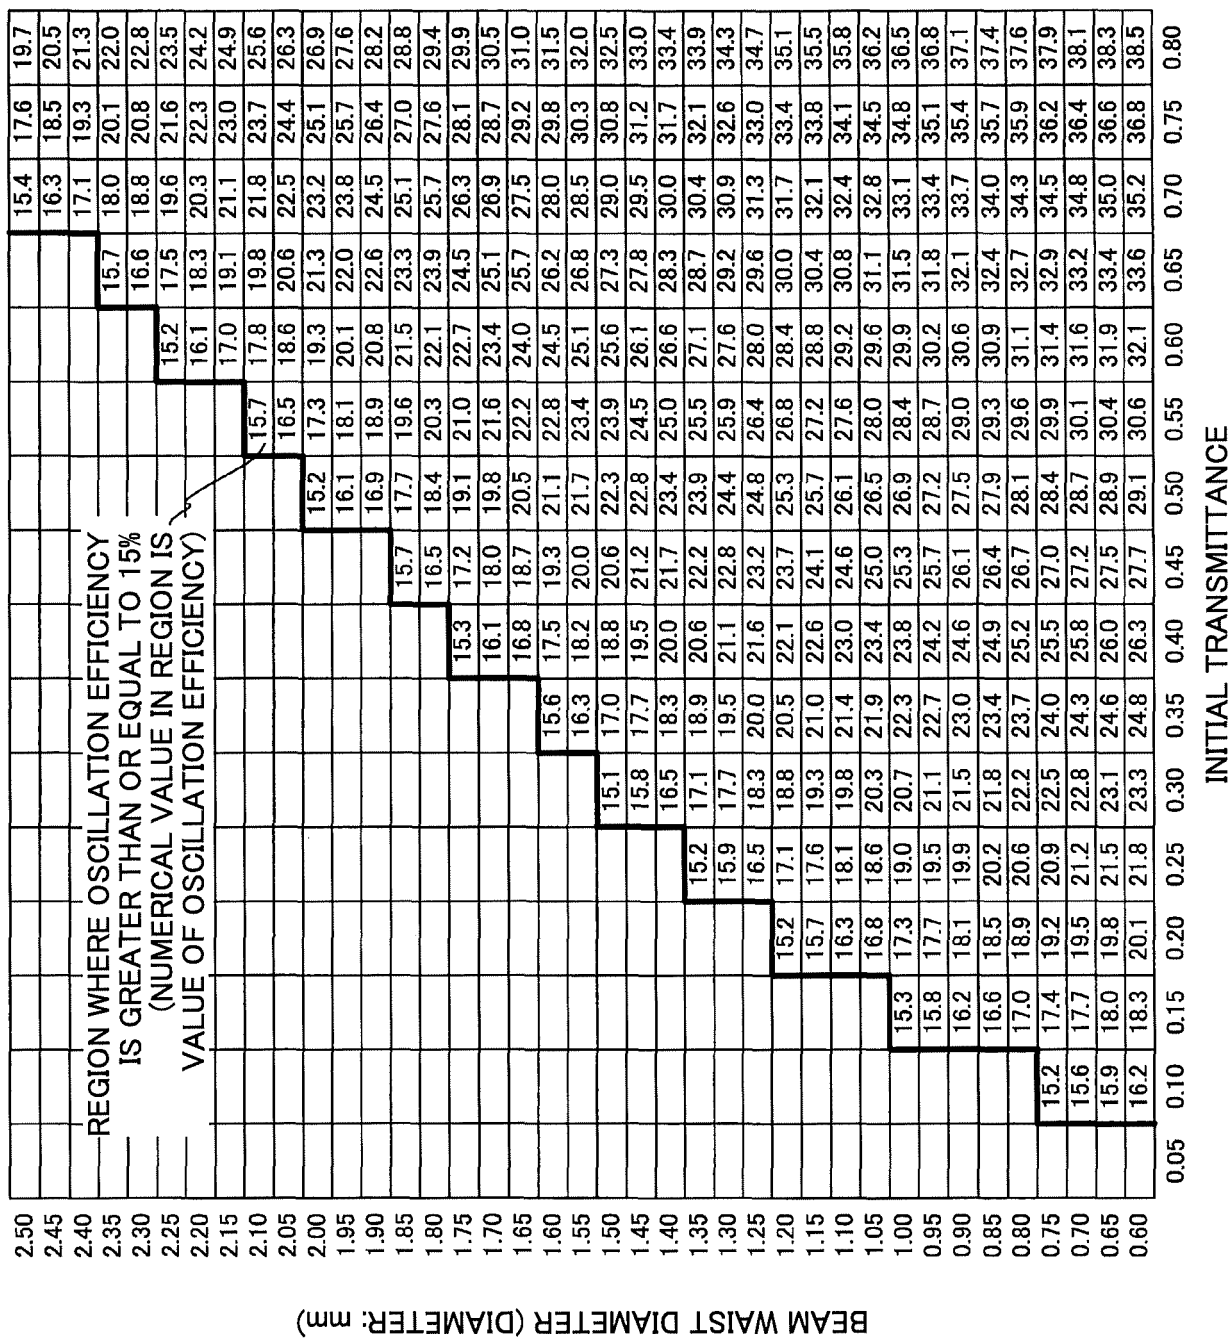 BEAM WAIST DIAMETER (DIAMETER: mm)
2.50 15.4 17.6 19.7
2.45 16.3 18.5 20.5
2.40 17.1 19.3 21.3
REGION WHERE OSCILLATION EFFICIENCY
IS GREATER THAN OR EQUAL TO 15%
(NUMERICAL VALUE IN REGION IS
VALUE OF OSCILLATION EFFICIENCY)
2.35 15.7 18.0 20.1 22.0
2.30 16.6 18.8 20.8 22.8
2.25 15.2 17.5 19.6 21.6 23.5
2.20 16.1 18.3 20.3 22.3 24.2
2.15 17.0 19.1 21.1 23.0 24.9
2.10 15.7 17.8 19.8 21.8 23.7 25.6
2.05 16.5 18.6 20.6 22.5 24.4 26.3
2.00 15.2 17.3 19.3 21.3 23.2 25.1 26.9
1.95 16.1 18.1 20.1 22.0 23.8 25.7 27.6
1.90 16.9 18.9 20.8 22.6 24.5 26.4 28.2
1.85 15.7 17.7 19.6 21.5 23.3 25.1 27.0 28.8
1.80 16.5 18.4 20.3 22.1 23.9 25.7 27.6 29.4
1.75 15.3 17.2 19.1 21.0 22.7 24.5 26.3 28.1 29.9
1.70 16.1 18.0 19.8 21.6 23.4 25.1 26.9 28.7 30.5
1.65 16.8 18.7 20.5 22.2 24.0 25.7 27.5 29.2 31.0
1.60 15.6 17.5 19.3 21.1 22.8 24.5 26.2 28.0 29.8 31.5
1.55 16.3 18.2 20.0 21.7 23.4 25.1 26.8 28.5 30.3 32.0
1.50 15.1 17.0 18.8 20.6 22.3 23.9 25.6 27.3 29.0 30.8 32.5
1.45 15.8 17.7 19.5 21.2 22.8 24.5 26.1 27.8 29.5 31.2 33.0
1.40 16.5 18.3 20.0 21.7 23.4 25.0 26.6 28.3 30.0 31.7 33.4
1.35 15.2 17.1 18.9 20.6 22.2 23.9 25.5 27.1 28.7 30.4 32.1 33.9
1.30 15.9 17.7 19.5 21.1 22.8 24.4 25.9 27.6 29.2 30.9 32.6 34.3
1.25 16.5 18.3 20.0 21.6 23.2 24.8 26.4 28.0 29.6 31.3 33.0 34.7
1.20 15.2 17.1 18.8 20.5 22.1 23.7 25.3 26.8 28.4 30.0 31.7 33.4 35.1
1.15 15.7 17.6 19.3 21.0 22.6 24.1 25.7 27.2 28.8 30.4 32.1 33.8 35.5
1.10 16.3 18.1 19.8 21.4 23.0 24.6 26.1 27.6 29.2 30.8 32.4 34.1 35.8
1.05 16.8 18.6 20.3 21.9 23.4 25.0 26.5 28.0 29.6 31.1 32.8 34.5 36.2
1.00 15.3 17.3 19.0 20.7 22.3 23.8 25.3 26.9 28.4 29.9 31.5 33.1 34.8 36.5
0.95 15.8 17.7 19.5 21.1 22.7 24.2 25.7 27.2 28.7 30.2 31.8 33.4 35.1 36.8
0.90 16.2 18.1 19.9 21.5 23.0 24.6 26.1 27.5 29.0 30.6 32.1 33.7 35.4 37.1
0.85 16.6 18.5 20.2 21.8 23.4 24.9 26.4 27.9 29.3 30.9 32.4 34.0 35.7 37.4
0.80 17.0 18.9 20.6 22.2 23.7 25.2 26.7 28.1 29.6 31.1 32.7 34.3 35.9 37.6
0.75 15.2 17.4 19.2 20.9 22.5 24.0 25.5 27.0 28.4 29.9 31.4 32.9 34.5 36.2 37.9
0.70 15.6 17.7 19.5 21.2 22.8 24.3 25.8 27.2 28.7 30.1 31.6 33.2 34.8 36.4 38.1
0.65 15.9 18.0 19.8 21.5 23.1 24.6 26.0 27.5 28.9 30.4 31.9 33.4 35.0 36.6 38.3
0.60 16.2 18.3 20.1 21.8 23.3 24.8 26.3 27.7 29.1 30.6 32.1 33.6 35.2 36.8 38.5
0.05 0.10 0.15 0.20 0.25 0.30 0.35 0.40 0.45 0.50 0.55 0.60 0.65 0.70 0.75 0.80
INITIAL TRANSMITTANCE